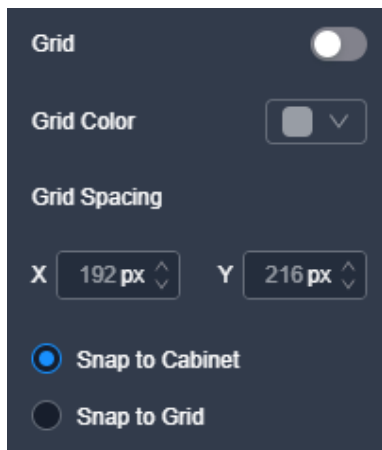 Grid
Grid Color
Grid Spacing
X 192 px Y 216 px
Snap to Cabinet
Snap to Grid